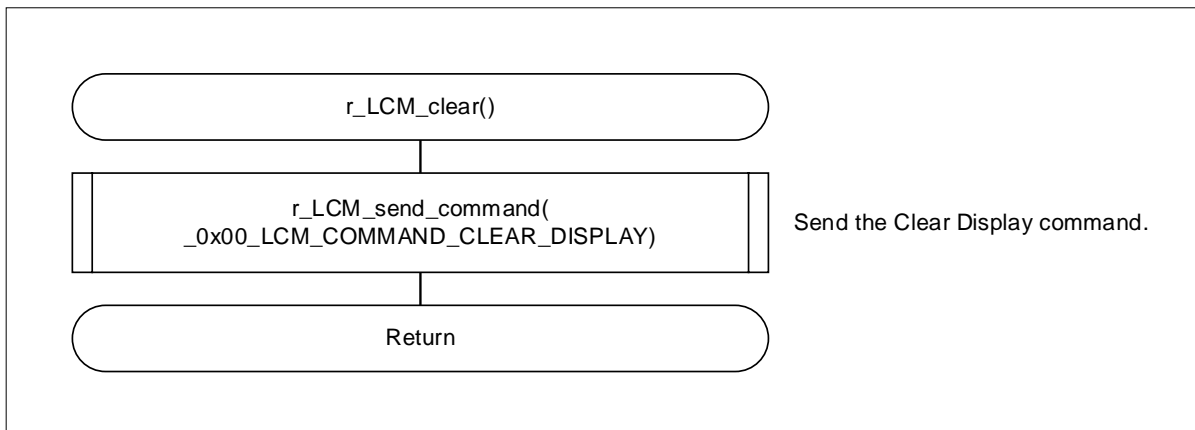 r_LCM_clear()
r_LCM_send_command(
_0x00_LCM_COMMAND_CLEAR_DISPLAY)
Send the Clear Display command.
Return